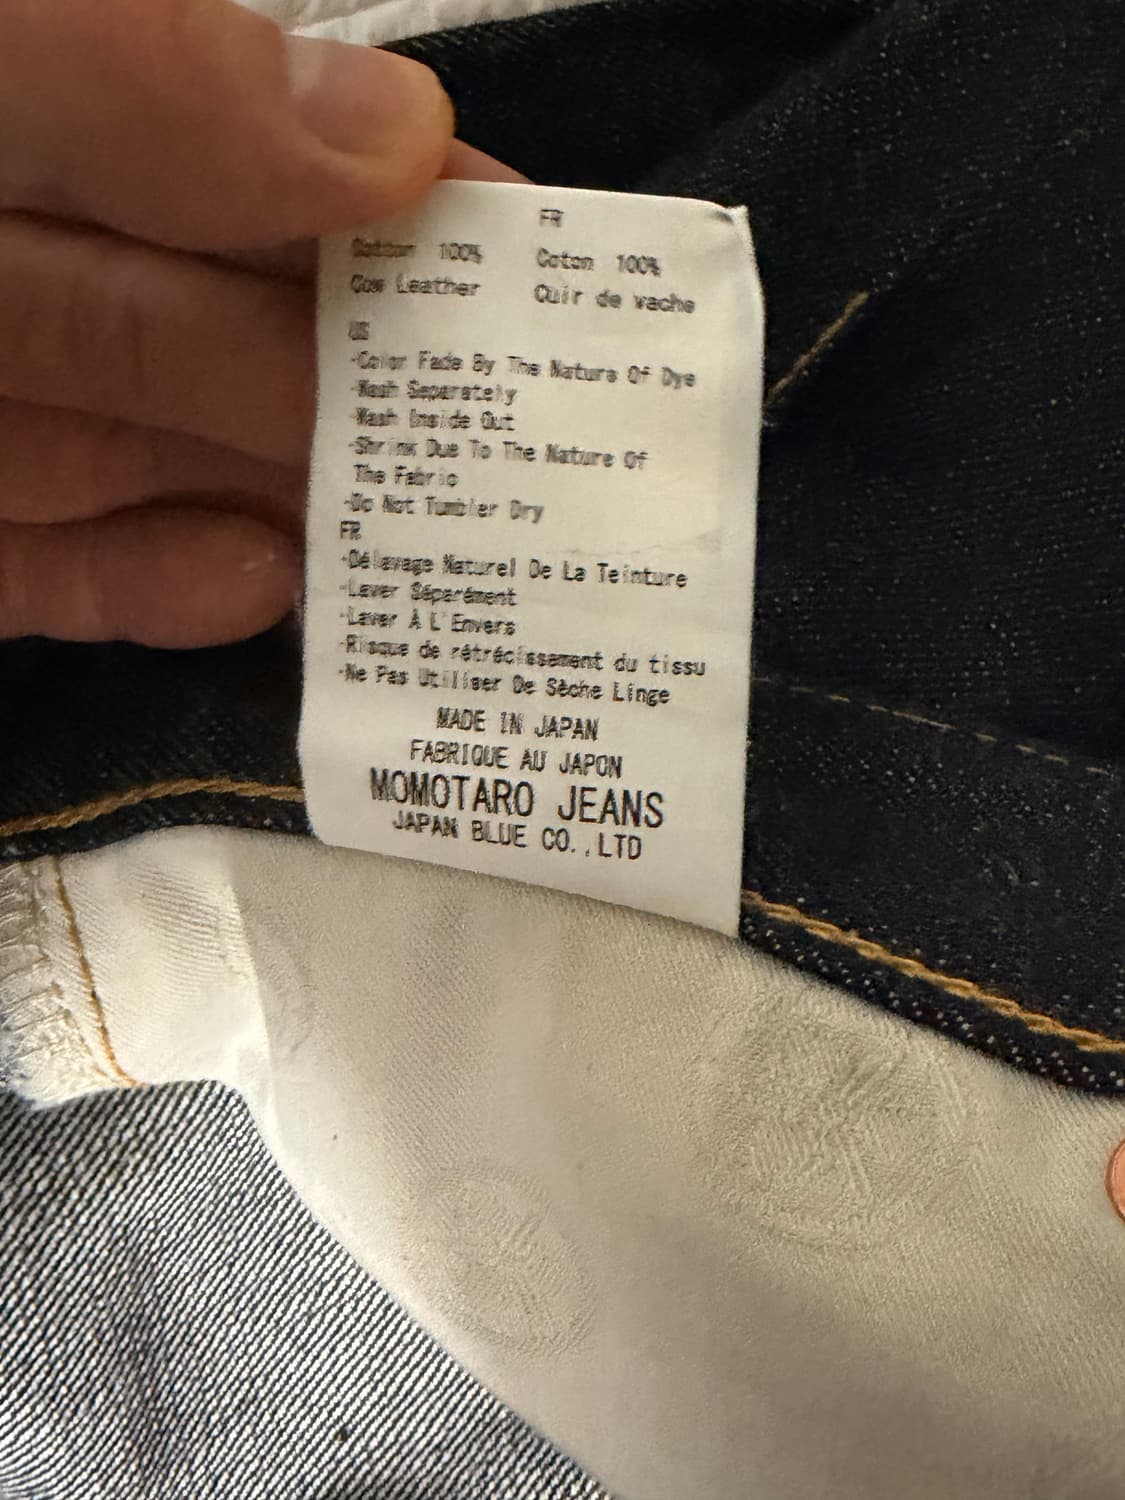 FR
Cotton 100% Coton 100%
Cow Leather Cuir de vache
US
-Color Fade By The Nature Of Dye
-Wash Separately
-Wash Inside Out
-Shrink Due To The Nature Of
The Fabric
-Do Not Tumbler Dry
FR
-Délavage Naturel De La Teinture
-Laver Séparément
-Laver À L'Envers
-Risque de rétrécissement du tissu
-Ne Pas Utiliser De Sèche Linge
MADE IN JAPAN
FABRIQUE AU JAPON
MOMOTARO JEANS
JAPAN BLUE CO.,LTD